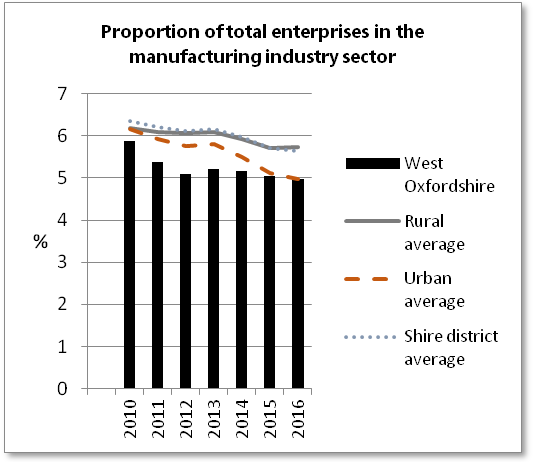 Proportion of total enterprises in the
manufacturing industry sector
7
6
5
4
3
2
1
0
%
2010
2011
2012
2013
2014
2015
2016
West
Oxfordshire
Rural
average
Urban
average
Shire district
average